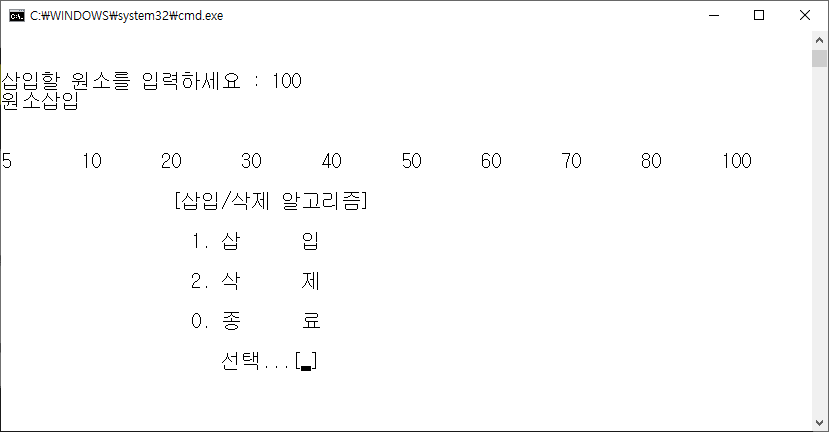 C:₩WINDOWS₩system32₩cmd.exe
삽입할 원소를 입력하세요 : 100
원소삽입
5 10 20 30 40 50 60 70 80 100
[삽입/삭제 알고리즘]
1. 삽 입
2. 삭 제
0. 종 료
선택...[_]